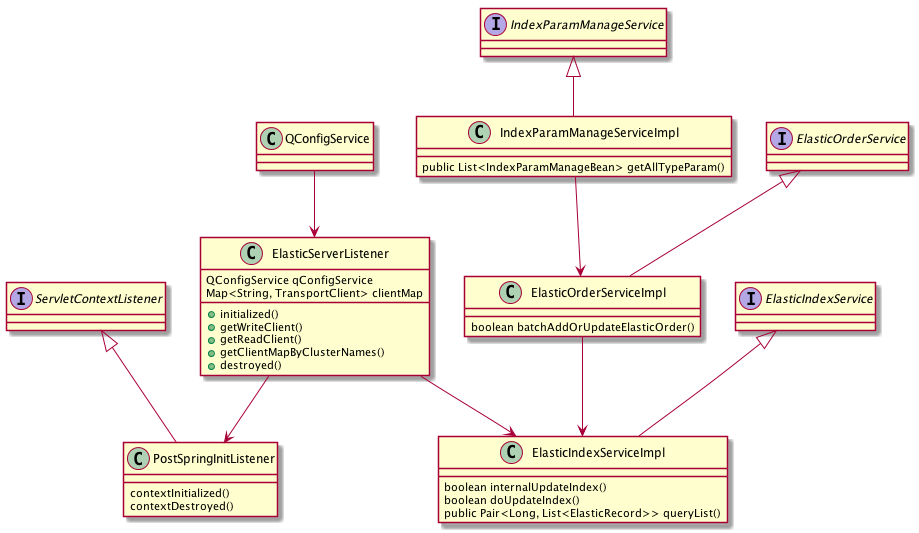 I IndexParamManageService
C QConfigService
C IndexParamManageServiceImpl
public List<IndexParamManageBean> getAllTypeParam()
I ElasticOrderService
C ElasticServerListener
QConfigService qConfigService
Map<String, TransportClient> clientMap
initialized()
getWriteClient()
getReadClient()
getClientMapByClusterNames()
destroyed()
I ServletContextListener
C ElasticOrderServiceImpl
boolean batchAddOrUpdateElasticOrder()
I ElasticIndexService
C PostSpringInitListener
contextInitialized()
contextDestroyed()
C ElasticIndexServiceImpl
boolean internalUpdateIndex()
boolean doUpdateIndex()
public Pair<Long, List<ElasticRecord>> queryList()